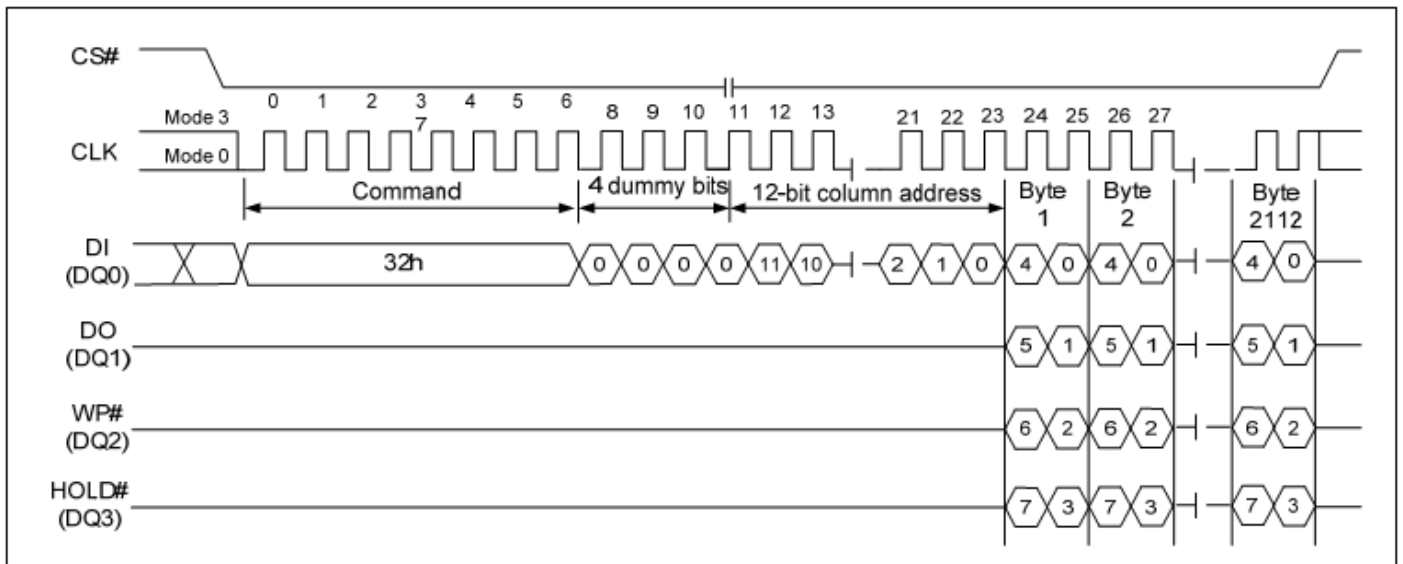 CS#
0 1 2 3 4 5 6 8 9 10 11 12 13 21 22 23 24 25 26 27
Mode 3 7
CLK Mode 0
Command 4 dummy bits 12-bit column address Byte 1 Byte 2 Byte 2112
DI (DQ0) 32h 0 0 0 0 11 10 2 1 0 4 0 4 0 4 0
DO (DQ1) 5 1 5 1 5 1
WP# (DQ2) 6 2 6 2 6 2
HOLD# (DQ3) 7 3 7 3 7 3